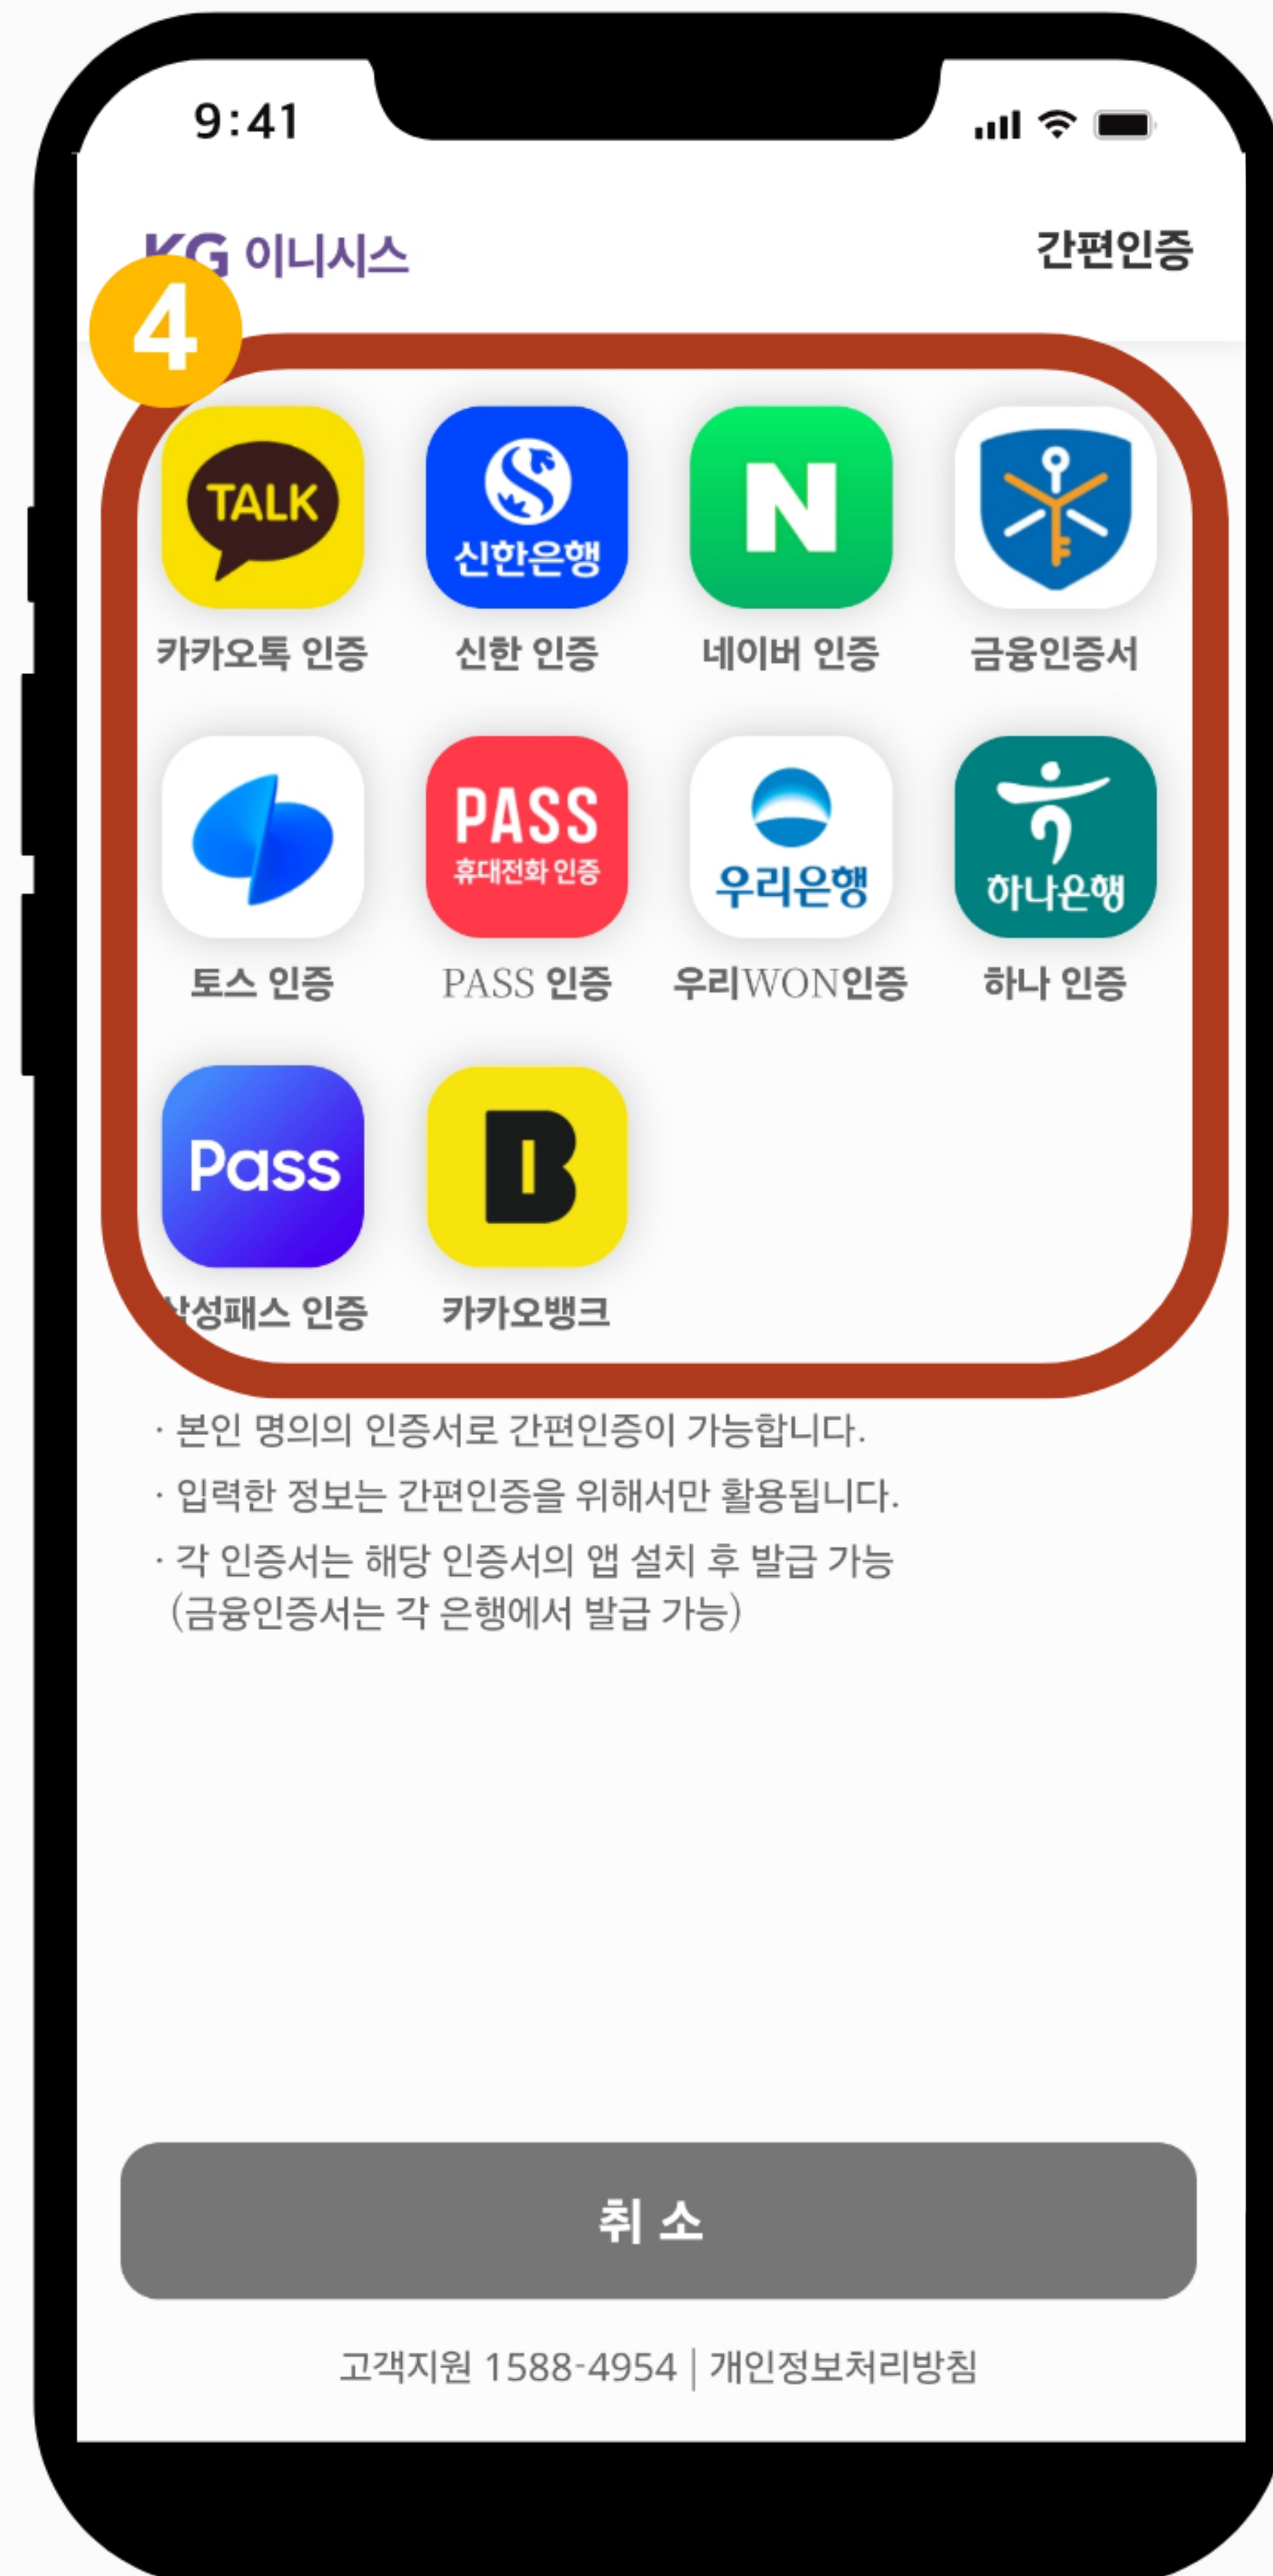 9:41
KG 이니시스
간편인증
4
TALK
신한은행
N
카카오톡 인증
신한 인증
네이버 인증
금융인증서
PASS
휴대전화 인증
우리은행
하나은행
토스 인증
PASS 인증
우리WON인증
하나 인증
Pass
B
삼성패스 인증
카카오뱅크
· 본인 명의의 인증서로 간편인증이 가능합니다.
· 입력한 정보는 간편인증을 위해서만 활용됩니다.
· 각 인증서는 해당 인증서의 앱 설치 후 발급 가능
(금융인증서는 각 은행에서 발급 가능)
취 소
고객지원 1588-4954 | 개인정보처리방침